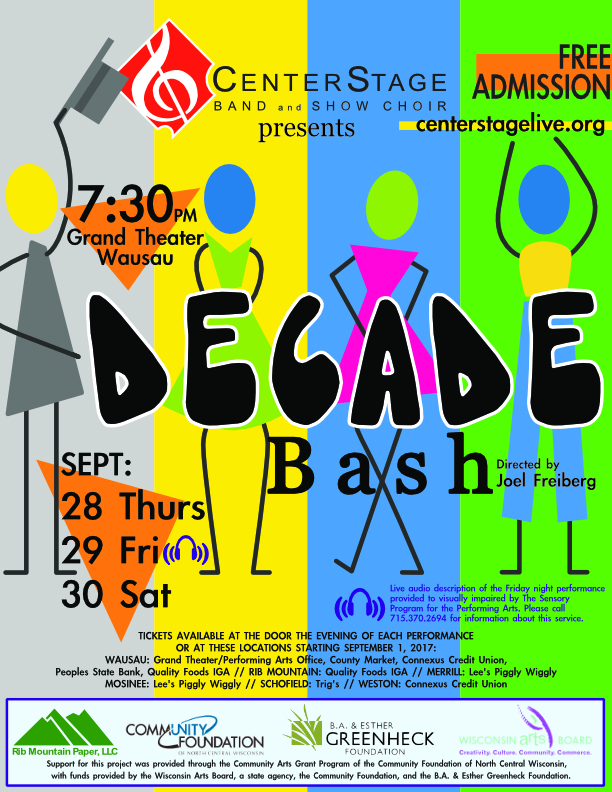 CENTERSTAGE
BAND and SHOW CHOIR
presents
FREE
ADMISSION
centerstagelive.org
7:30PM
Grand Theater
Wausau
DECADE
Bash
Directed by
Joel Freiberg
SEPT:
28 Thurs
29 Fri
30 Sat
Live audio description of the Friday night performance
provided to visually impaired by The Sensory
Program for the Performing Arts. Please call
715.370.2694 for information about this service.
TICKETS AVAILABLE AT THE DOOR THE EVENING OF EACH PERFORMANCE
OR AT THESE LOCATIONS STARTING SEPTEMBER 1, 2017:
WAUSAU: Grand Theater/Performing Arts Office, County Market, Connexus Credit Union,
Peoples State Bank, Quality Foods IGA // RIB MOUNTAIN: Quality Foods IGA // MERRILL: Lee's Piggly Wiggly
MOSINEE: Lee's Piggly Wiggly // SCHOFIELD: Trig's // WESTON: Connexus Credit Union
Rib Mountain Paper, LLC
COMMUNITY
FOUNDATION
OF NORTH CENTRAL WISCONSIN
B.A. & ESTHER
GREENHECK
FOUNDATION
WISCONSIN arts BOARD
Creativity. Culture. Community. Commerce.
Support for this project was provided through the Community Arts Grant Program of the Community Foundation of North Central Wisconsin,
with funds provided by the Wisconsin Arts Board, a state agency, the Community Foundation, and the B.A. & Esther Greenheck Foundation.